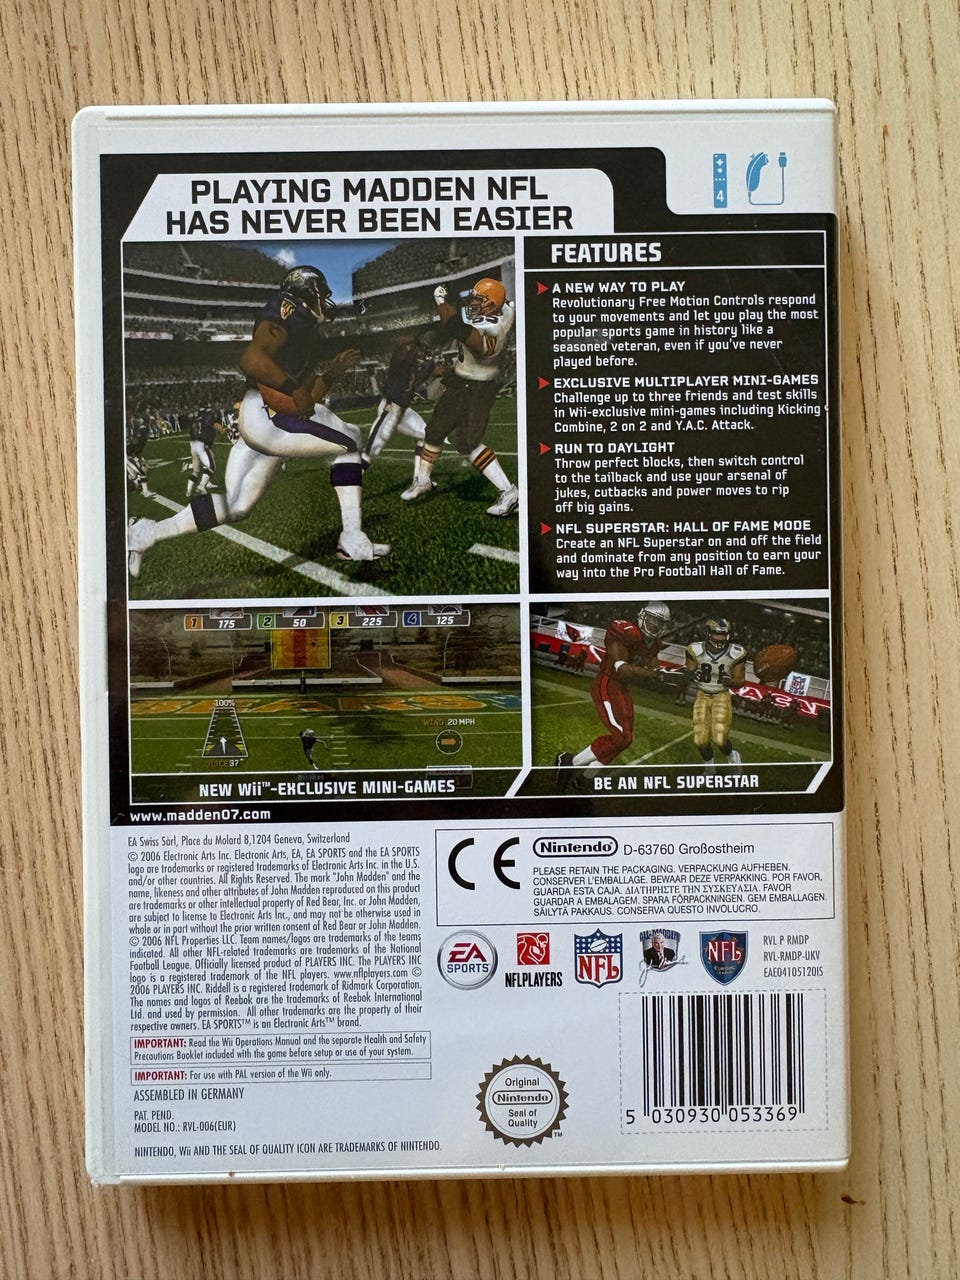 4
PLAYING MADDEN NFL
HAS NEVER BEEN EASIER
FEATURES
A NEW WAY TO PLAY
Revolutionary Free Motion Controls respond
to your movements and let you play the most
popular sports game in history like a
seasoned veteran, even if you've never
played before.
EXCLUSIVE MULTIPLAYER MINI-GAMES
Challenge up to three friends and test skills
in Wii-exclusive mini-games including Kicking
Combine, 2 on 2 and Y.A.C. Attack.
RUN TO DAYLIGHT
Throw perfect blocks, then switch control
to the tailback and use your arsenal of
jukes, cutbacks and power moves to rip
off big gains.
NFL SUPERSTAR: HALL OF FAME MODE
Create an NFL Superstar on and off the field
and dominate from any position to earn your
way into the Pro Football Hall of Fame.
1 175 2 50 3 225 4 125
100%
WIND 20 MPH
37°
81
NEW Wii™-EXCLUSIVE MINI-GAMES
BE AN NFL SUPERSTAR
www.madden07.com
EA Swiss Sàrl, Place du Molard 8,1204 Geneva, Switzerland
© 2006 Electronic Arts Inc. Electronic Arts, EA, EA SPORTS and the EA SPORTS
logo are trademarks or registered trademarks of Electronic Arts Inc. in the U.S.
and/or other countries. All Rights Reserved. The mark "John Madden" and the
name, likeness and other attributes of John Madden reproduced on this product
are trademarks or other intellectual property of Red Bear, Inc. or John Madden,
are subject to license to Electronic Arts Inc., and may not be otherwise used in
whole or in part without the prior written consent of Red Bear or John Madden.
© 2006 NFL Properties LLC. Team names/logos are trademarks of the teams
indicated. All other NFL-related trademarks are trademarks of the National
Football League. Officially licensed product of PLAYERS INC. The PLAYERS INC
logo is a registered trademark of the NFL players. www.nflplayers.com ©
2006 PLAYERS INC. Riddell is a registered trademark of Ridmark Corporation.
The names and logos of Reebok are the trademarks of Reebok International
Ltd. and used by permission. All other trademarks are the property of their
respective owners. EA SPORTS™ is an Electronic Arts™ brand.
IMPORTANT: Read the Wii Operations Manual and the separate Health and Safety
Precautions Booklet included with the game before setup or use of your system.
IMPORTANT: For use with PAL version of the Wii only.
ASSEMBLED IN GERMANY
PAT. PEND.
MODEL NO.: RVL-006(EUR)
NINTENDO, Wii AND THE SEAL OF QUALITY ICON ARE TRADEMARKS OF NINTENDO.
CE Nintendo® D-63760 Großostheim
PLEASE RETAIN THE PACKAGING. VERPACKUNG AUFHEBEN.
CONSERVER L'EMBALLAGE. BEWAAR DEZE VERPAKKING. POR FAVOR,
GUARDA ESTA CAJA. ΔΙΑΤΗΡΗΣΤΕ ΤΗΝ ΣΥΣΚΕΥΑΣΙΑ. FAVOR
GUARDAR A EMBALAGEM. SPARA FÖRPACKNINGEN. GEM EMBALLAGEN.
SÄILYTÄ PAKKAUS. CONSERVA QUESTO INVOLUCRO.
EA
SPORTS
NFLPLAYERS
NFL
ALL-MADDEN
NFL
RVL P RMDP
RVL-RMDP-UKV
EAE04105120IS
Original
Nintendo®
Seal of
Quality
TM
5 030930 053369